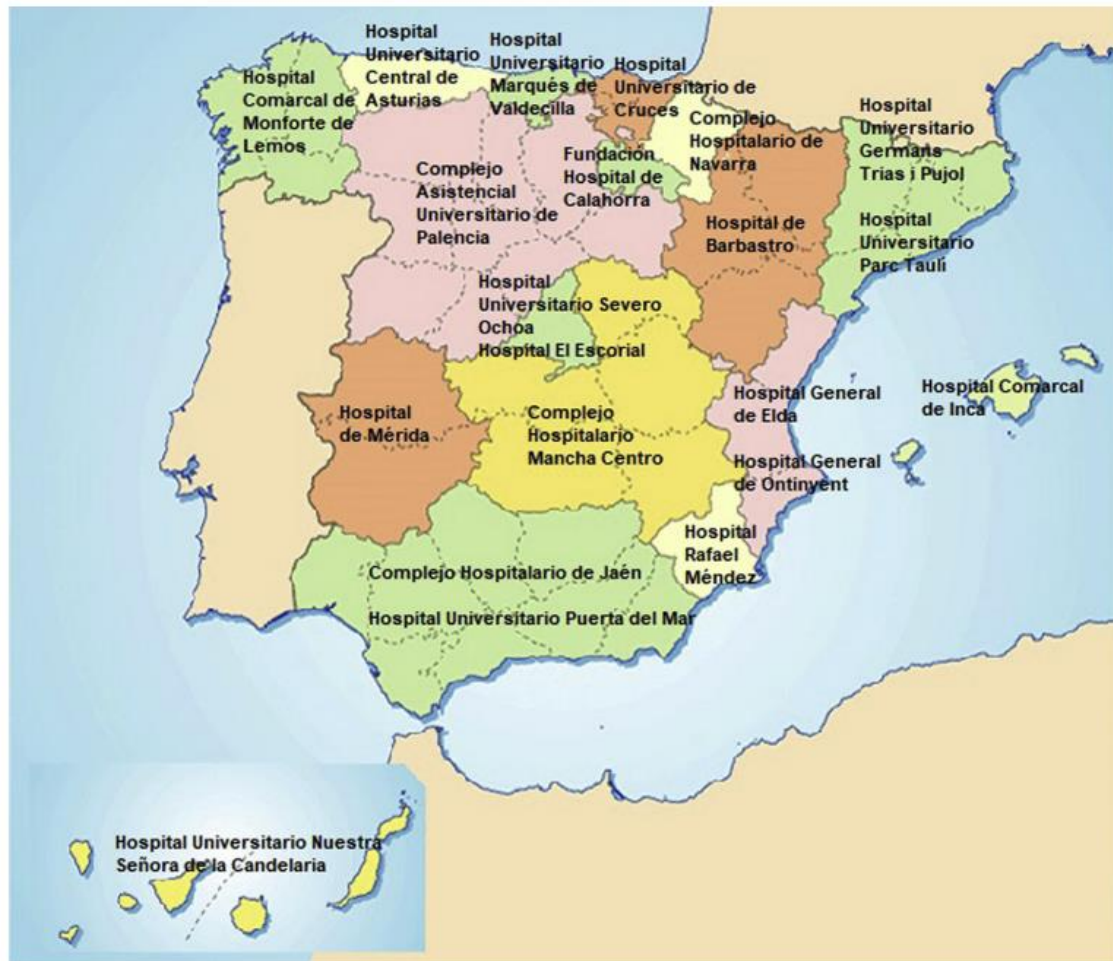 Hospital
Universitario
Central de
Asturias
Hospital
Universitario
Marqués de
Valdecilla
Hospital
Universitario de
Cruces
Hospital
Comarcal de
Monforte de
Lemos
Complejo
Hospitalario de
Navarra
Hospital
Universitario
Germans
Trias i Pujol
Fundación
Hospital de
Calahorra
Complejo
Asistencial
Universitario de
Palencia
Hospital de
Barbastro
Hospital
Universitario
Parc Taulí
Hospital
Universitario Severo
Ochoa
Hospital El Escorial
Hospital Comarcal
de Inca
Hospital General
de Elda
Hospital
de Mérida
Complejo
Hospitalario
Mancha Centro
Hospital General
de Ontinyent
Hospital
Rafael
Méndez
Complejo Hospitalario de Jaén
Hospital Universitario Puerta del Mar
Hospital Universitario Nuestra
Señora de la Candelaria